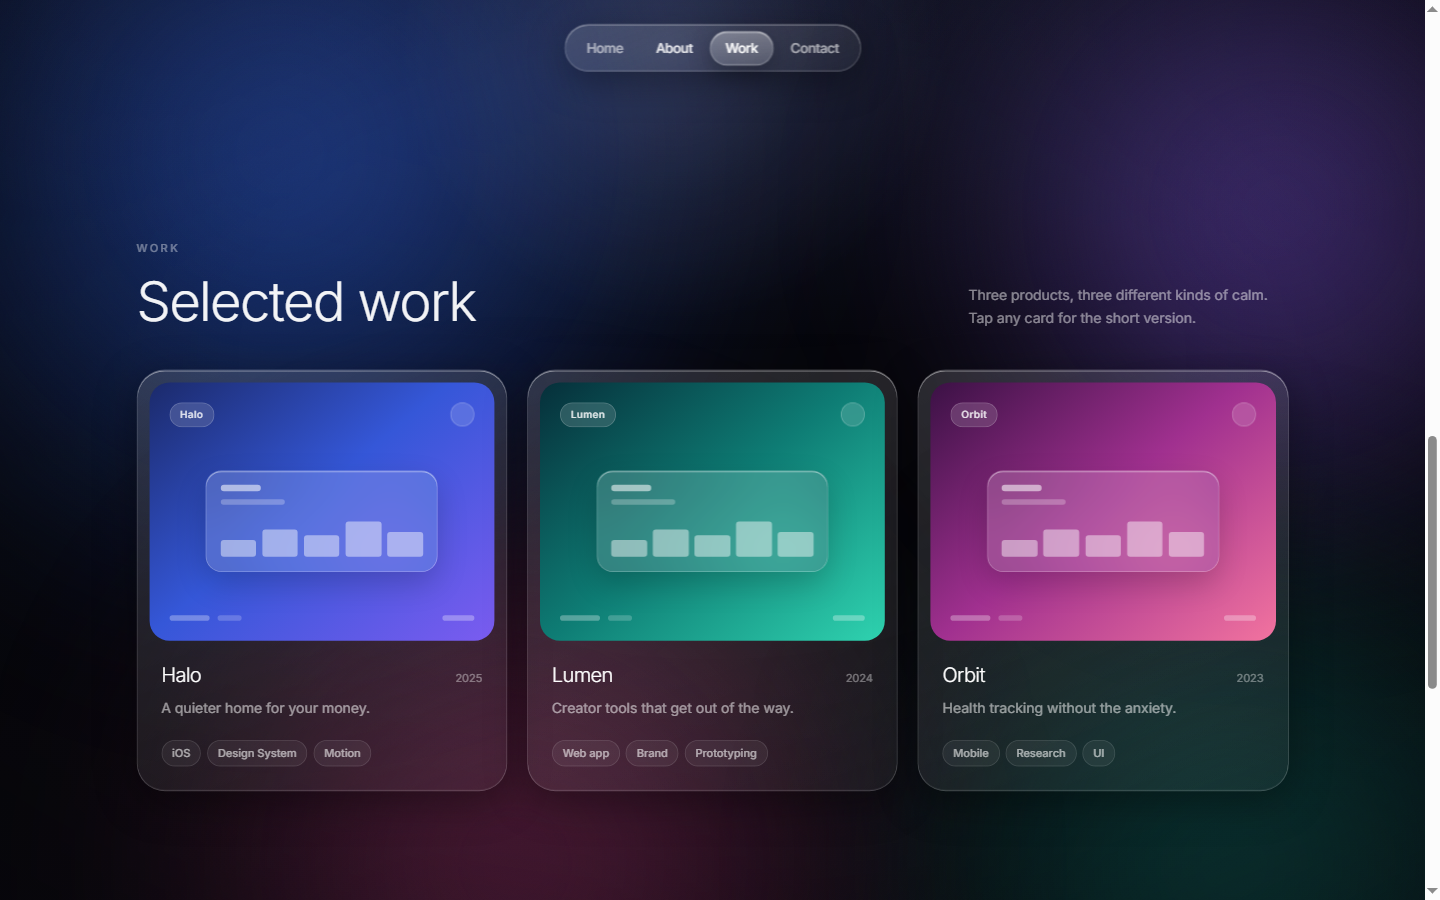 Home About Work Contact
WORK
Selected work
Three products, three different kinds of calm.
Tap any card for the short version.
Halo
Lumen
Orbit
Halo 2025
A quieter home for your money.
iOS Design System Motion
Lumen 2024
Creator tools that get out of the way.
Web app Brand Prototyping
Orbit 2023
Health tracking without the anxiety.
Mobile Research UI